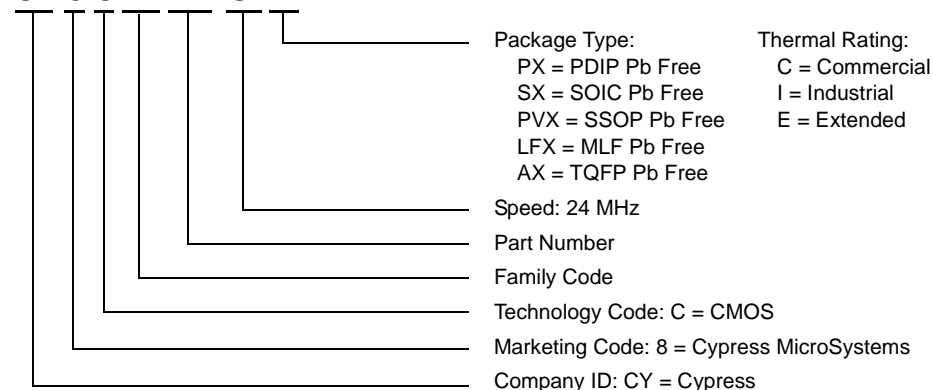 Package Type:
PX = PDIP Pb Free
SX = SOIC Pb Free
PVX = SSOP Pb Free
LFX = MLF Pb Free
AX = TQFP Pb Free
Thermal Rating:
C = Commercial
I = Industrial
E = Extended
Speed: 24 MHz
Part Number
Family Code
Technology Code: C = CMOS
Marketing Code: 8 = Cypress MicroSystems
Company ID: CY = Cypress